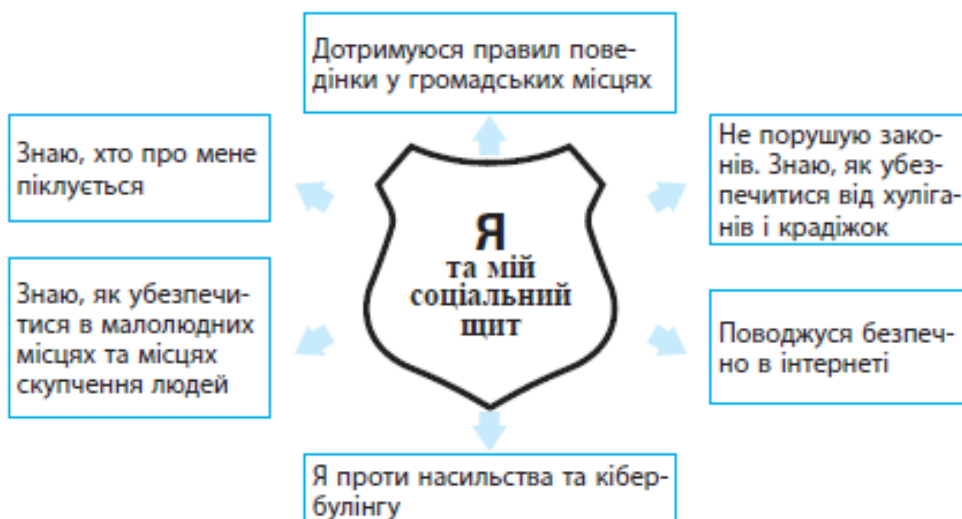 Дотримуюся правил пове-
дінки у громадських місцях
Знаю, хто про мене
піклується
Не порушую зако-
нів. Знаю, як убез-
печитися від хуліга-
нів і крадіжок
Я
та мій
соціальний
щит
Знаю, як убезпечи-
тися в малолюдних
місцях та місцях
скупчення людей
Поводжуся безпеч-
но в інтернеті
Я проти насильства та кібер-
булінгу